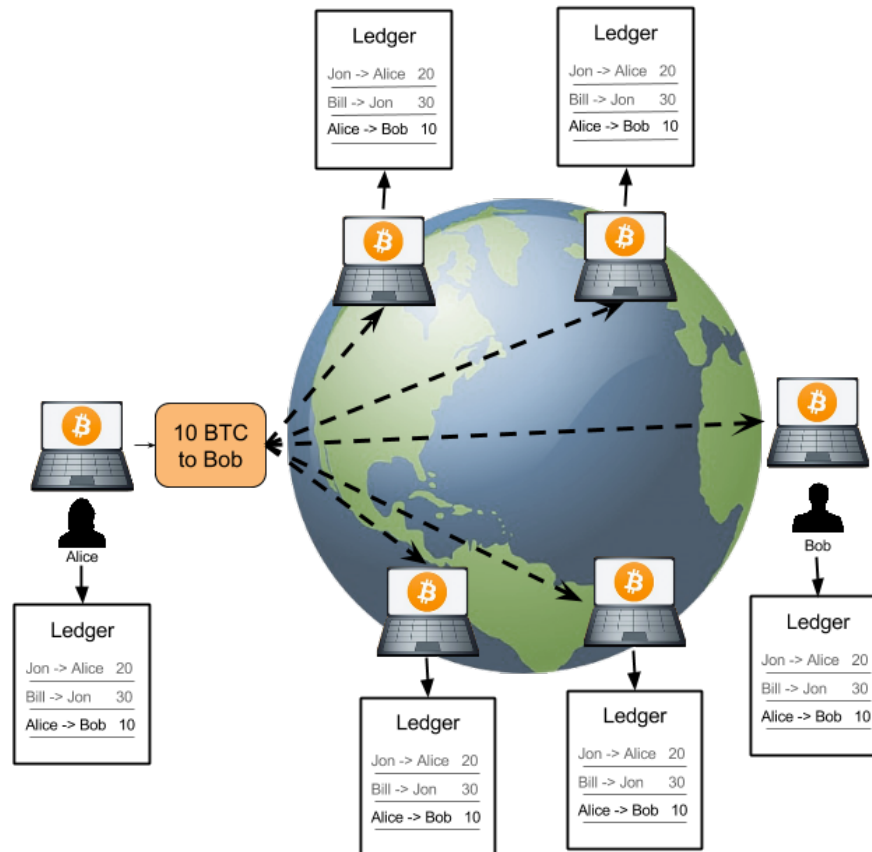 Ledger
Jon -> Alice 20
Bill -> Jon 30
Alice -> Bob 10
Ledger
Jon -> Alice 20
Bill -> Jon 30
Alice -> Bob 10
10 BTC
to Bob
Alice
Bob
Ledger
Jon -> Alice 20
Bill -> Jon 30
Alice -> Bob 10
Ledger
Jon -> Alice 20
Bill -> Jon 30
Alice -> Bob 10
Ledger
Jon -> Alice 20
Bill -> Jon 30
Alice -> Bob 10
Ledger
Jon -> Alice 20
Bill -> Jon 30
Alice -> Bob 10